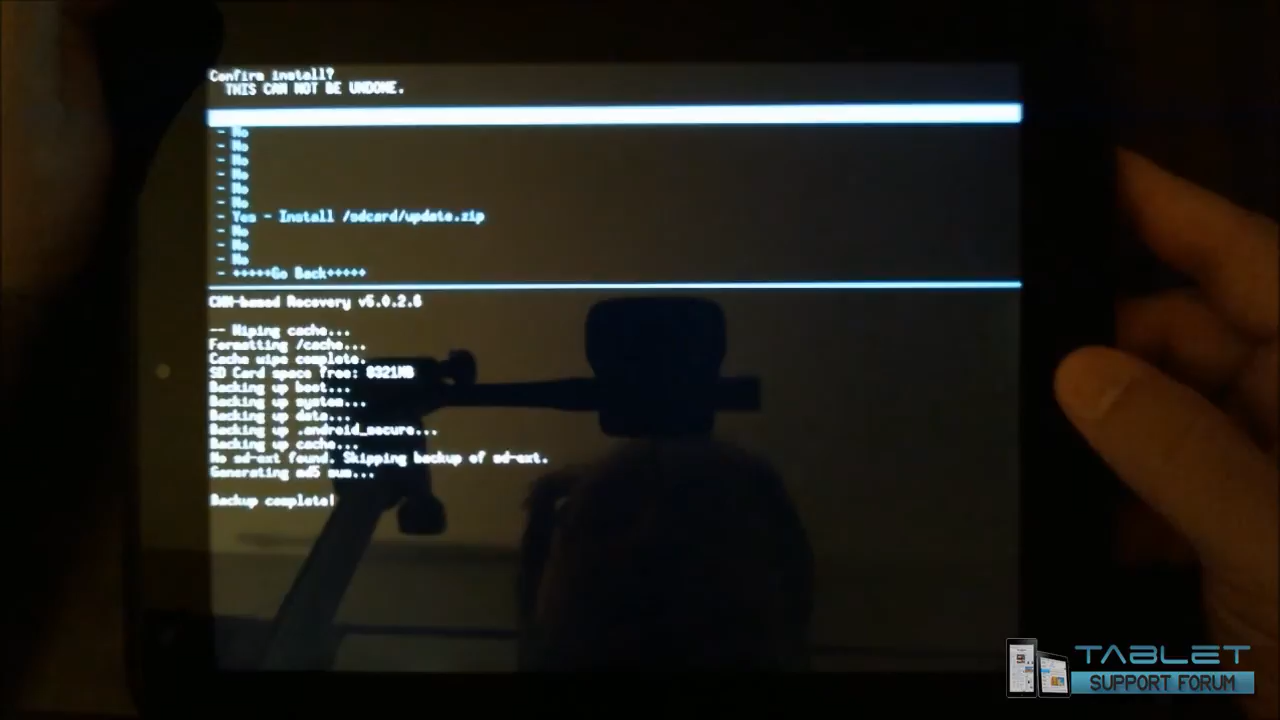 Confirm install?
THIS CAN NOT BE UNDONE.
- No
- No
- No
- No
- No
- No
- Yes - Install /sdcard/update.zip
- No
- No
- No
- +++++Go Back+++++
CWM-based Recovery v5.0.2.6
-- Wiping cache...
Formatting /cache...
Cache wipe complete.
SD Card space free: 8321MB
Backing up boot...
Backing up system...
Backing up data...
Backing up .android_secure...
Backing up cache...
No sd-ext found. Skipping backup of sd-ext.
Generating md5 sum...
Backup complete!
TABLET
SUPPORT FORUM